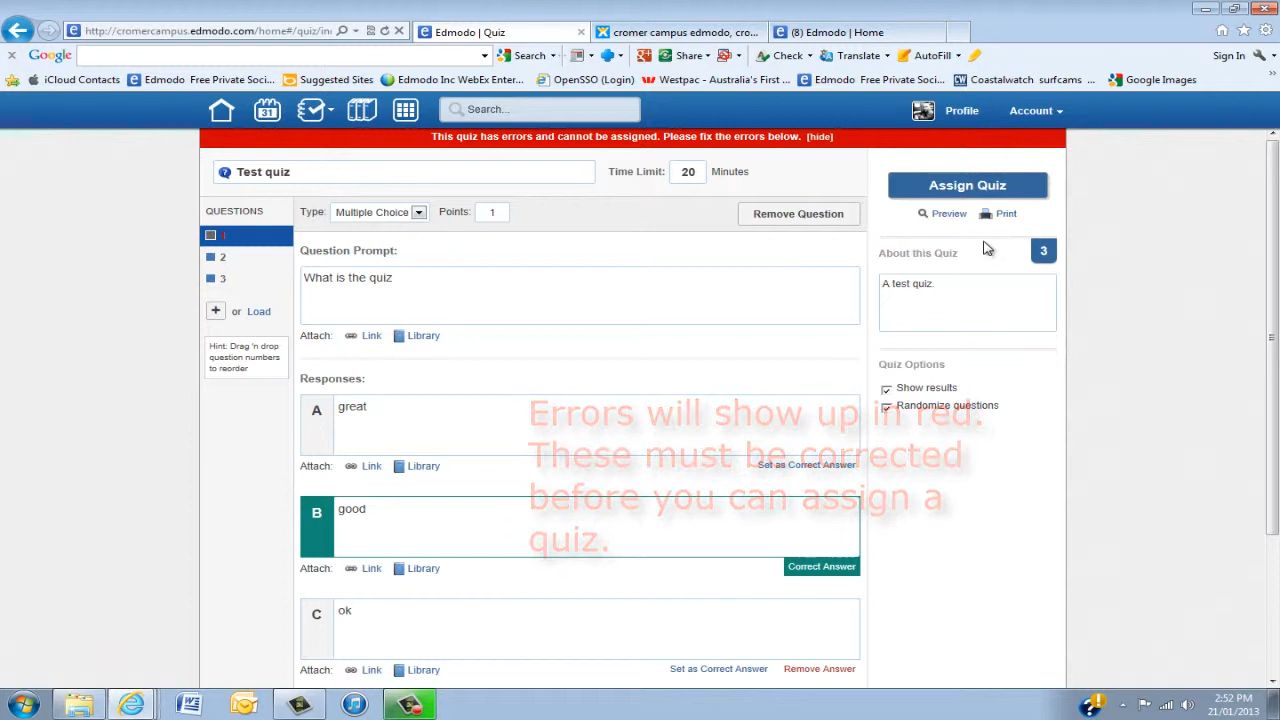 http://cromercampus.edmodo.com/home#/quiz/in
Edmodo | Quiz
cromer campus edmodo, cro...
(8) Edmodo | Home
Google
Search
Share
Check
Translate
AutoFill
Sign In
iCloud Contacts
Edmodo Free Private Soci...
Suggested Sites
Edmodo Inc WebEx Enter...
OpenSSO (Login)
Westpac - Australia's First ...
Edmodo Free Private Soci...
Coastalwatch surfcams ...
Google Images
31
Search...
Profile
Account
This quiz has errors and cannot be assigned. Please fix the errors below. [hide]
Test quiz
Time Limit: 20 Minutes
Assign Quiz
Preview
Print
QUESTIONS
1
2
3
+ or Load
Hint: Drag 'n drop
question numbers
to reorder
Type: Multiple Choice
Points: 1
Remove Question
Question Prompt:
What is the quiz
Attach: Link Library
Responses:
A great
Attach: Link Library
Set as Correct Answer
B good
Attach: Link Library
Correct Answer
C ok
Attach: Link Library
Set as Correct Answer
Remove Answer
About this Quiz
3
A test quiz.
Quiz Options
Show results
Randomize questions
Errors will show up in red.
These must be corrected
before you can assign a
quiz.
2:52 PM
21/01/2013